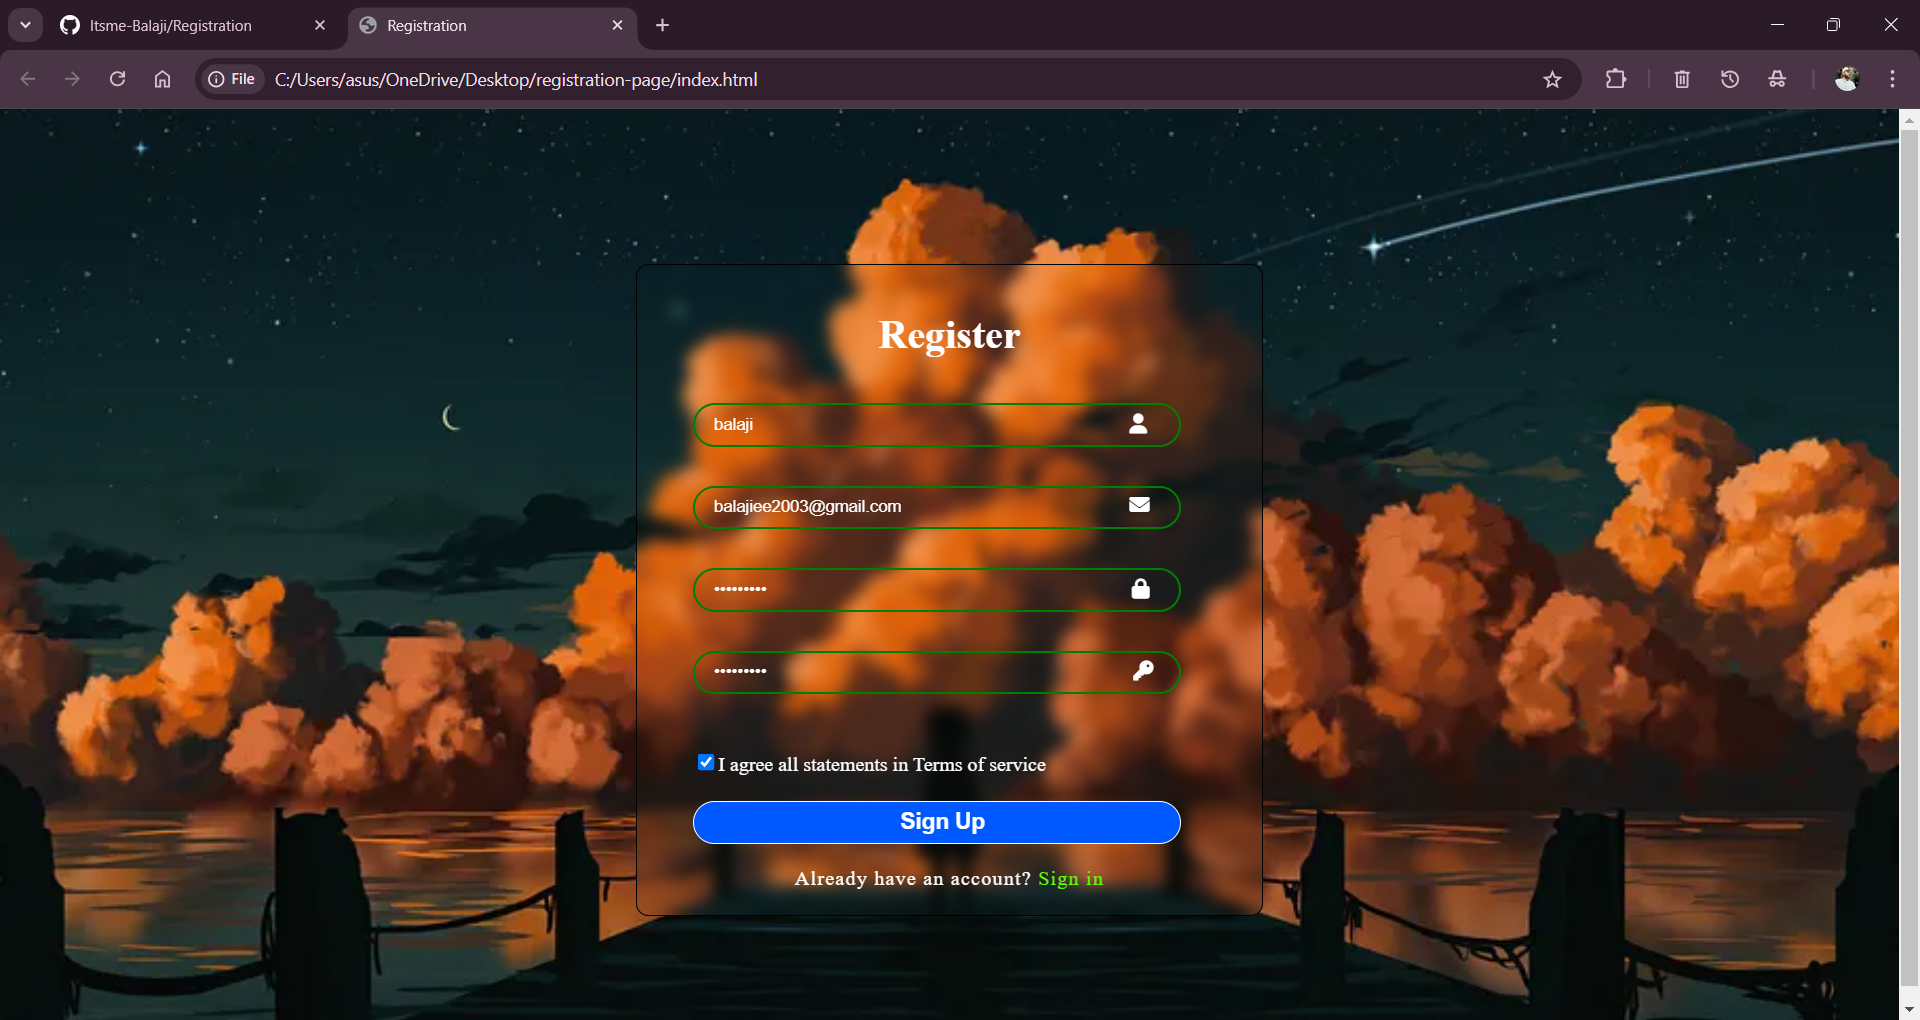 Itsme-Balaji/Registration
Registration
File
C:/Users/asus/OneDrive/Desktop/registration-page/index.html
Register
balaji
balajiee2003@gmail.com
•••••••••
•••••••••
I agree all statements in Terms of service
Sign Up
Already have an account? Sign in